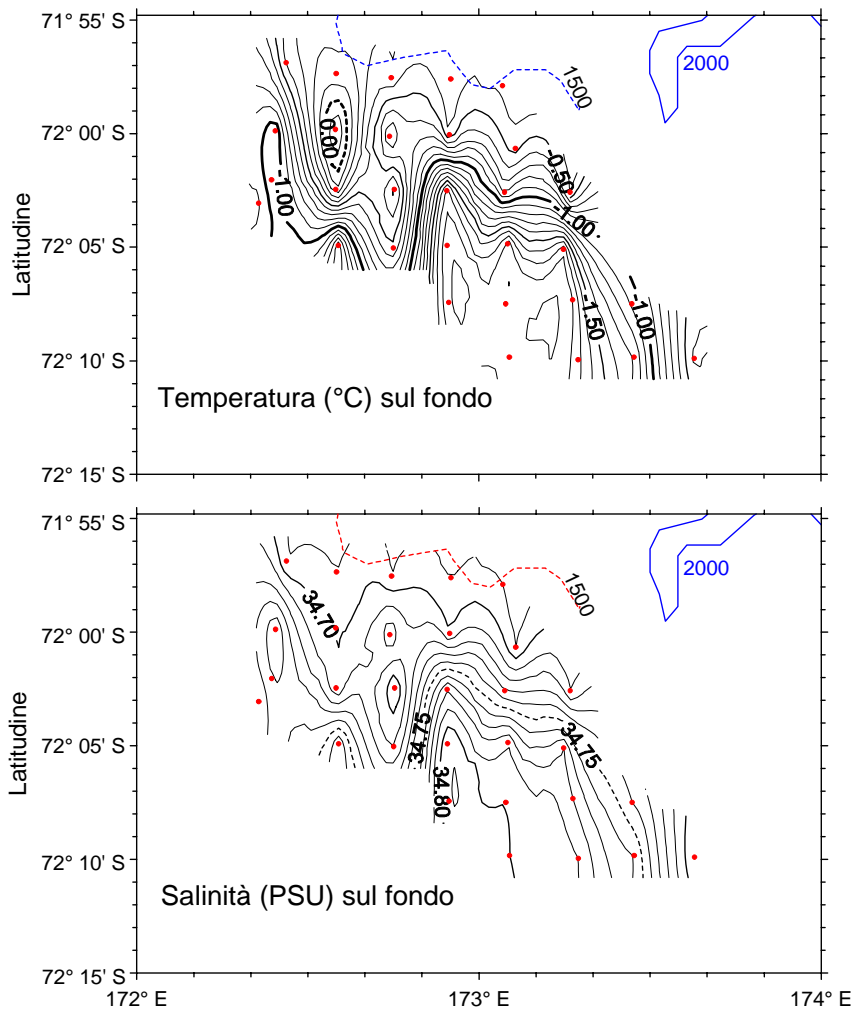 71° 55' S
72° 00' S
72° 05' S
72° 10' S
72° 15' S
Latitudine
1500
2000
0.00
-1.00
-0.50
-1.00
-1.50
-1.00
Temperatura (°C) sul fondo
71° 55' S
72° 00' S
72° 05' S
72° 10' S
72° 15' S
Latitudine
1500
2000
34.70
34.75
34.75
34.80
Salinità (PSU) sul fondo
172° E
173° E
174° E